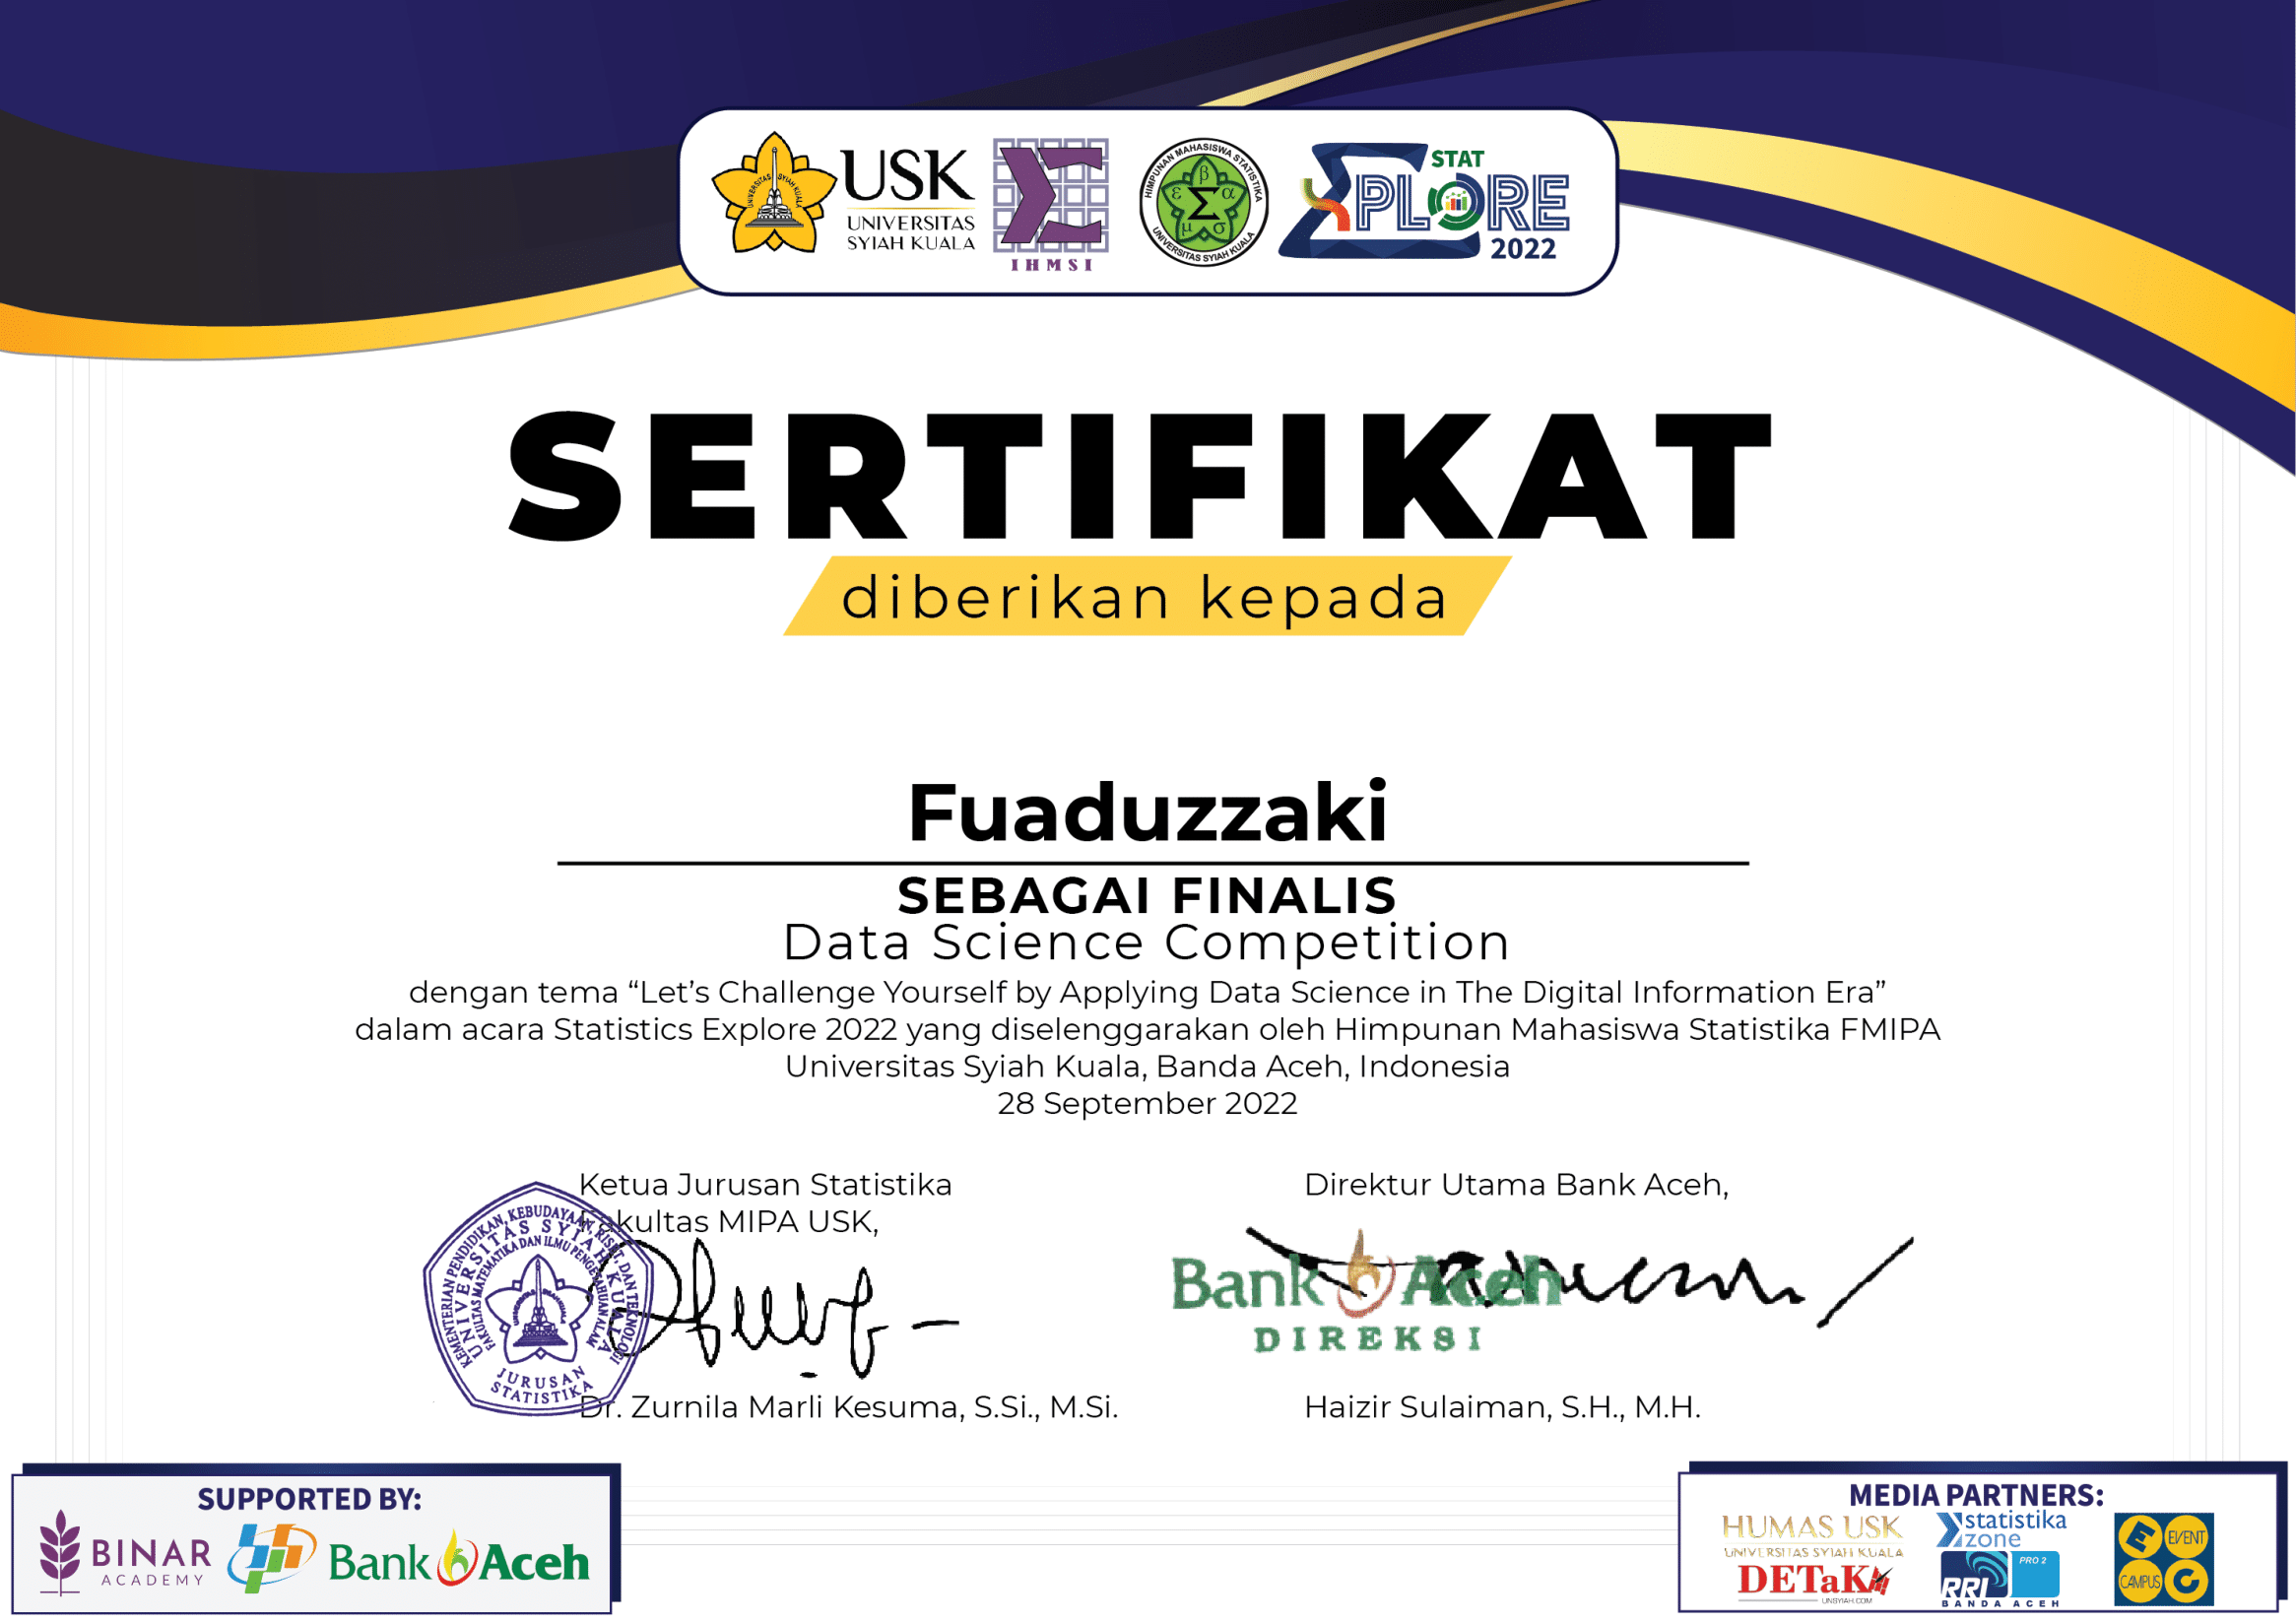 USK
UNIVERSITAS
SYIAH KUALA
UNIVERSITAS SYIAH KUALA
IHMSI
HIMPUNAN MAHASISWA STATISTIKA
UNIVERSITAS SYIAH KUALA
β
ε α
Σ
μ σ
STAT
ΣXPLORE
2022
SERTIFIKAT
diberikan kepada
Fuaduzzaki
SEBAGAI FINALIS
Data Science Competition
dengan tema “Let’s Challenge Yourself by Applying Data Science in The Digital Information Era”
dalam acara Statistics Explore 2022 yang diselenggarakan oleh Himpunan Mahasiswa Statistika FMIPA
Universitas Syiah Kuala, Banda Aceh, Indonesia
28 September 2022
Ketua Jurusan Statistika
Fakultas MIPA USK,
KEMENTERIAN PENDIDIKAN, KEBUDAYAAN, RISET, DAN TEKNOLOGI
UNIVERSITAS SYIAH KUALA
FAKULTAS MATEMATIKA DAN ILMU PENGETAHUAN ALAM
JURUSAN
STATISTIKA
Dr. Zurnila Marli Kesuma, S.Si., M.Si.
Direktur Utama Bank Aceh,
Bank Aceh
DIREKSI
Haizir Sulaiman, S.H., M.H.
SUPPORTED BY:
BINAR
ACADEMY
Bank Aceh
MEDIA PARTNERS:
HUMAS USK
UNIVERSITAS SYIAH KUALA
DETaK
UNSYIAH.COM
statistika
zone
RRI PRO 2
BANDA ACEH
E EVENT
CAMPUS C